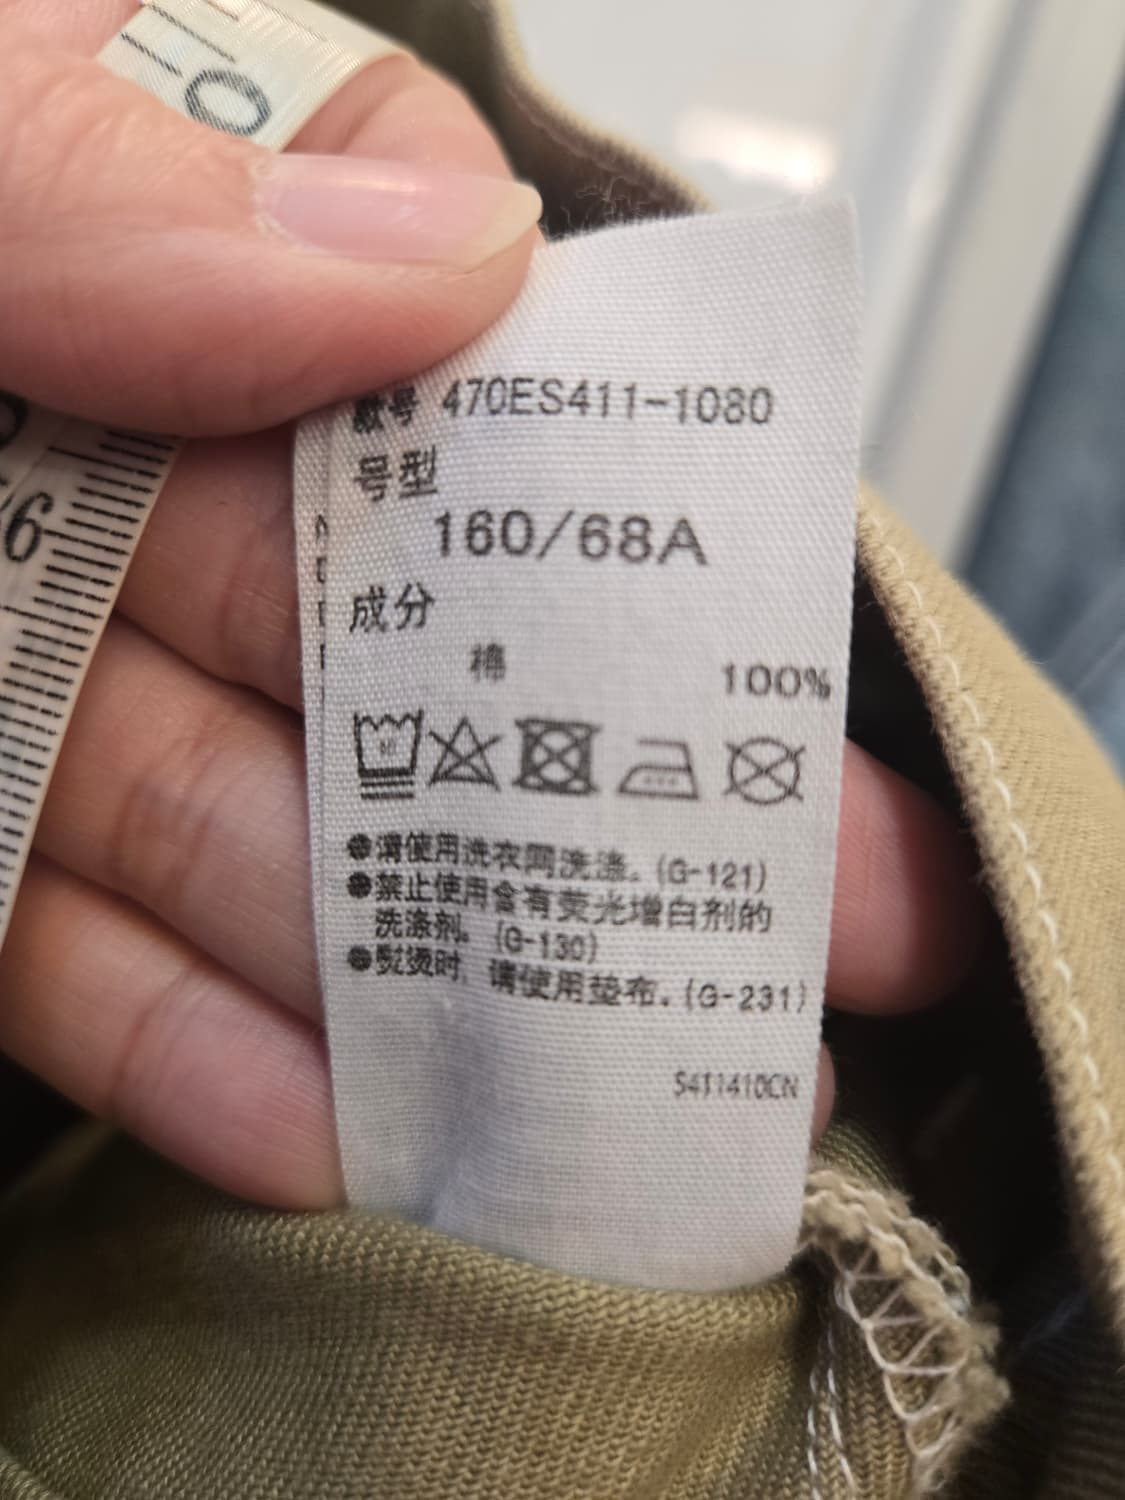 款号 470ES411-1080
号型
160/68A
成分
棉 100%
●请使用洗衣网洗涤。(G-121)
●禁止使用含有荧光增白剂的
洗涤剂。(G-130)
●熨烫时，请使用垫布。(G-231)
S4T1410CN